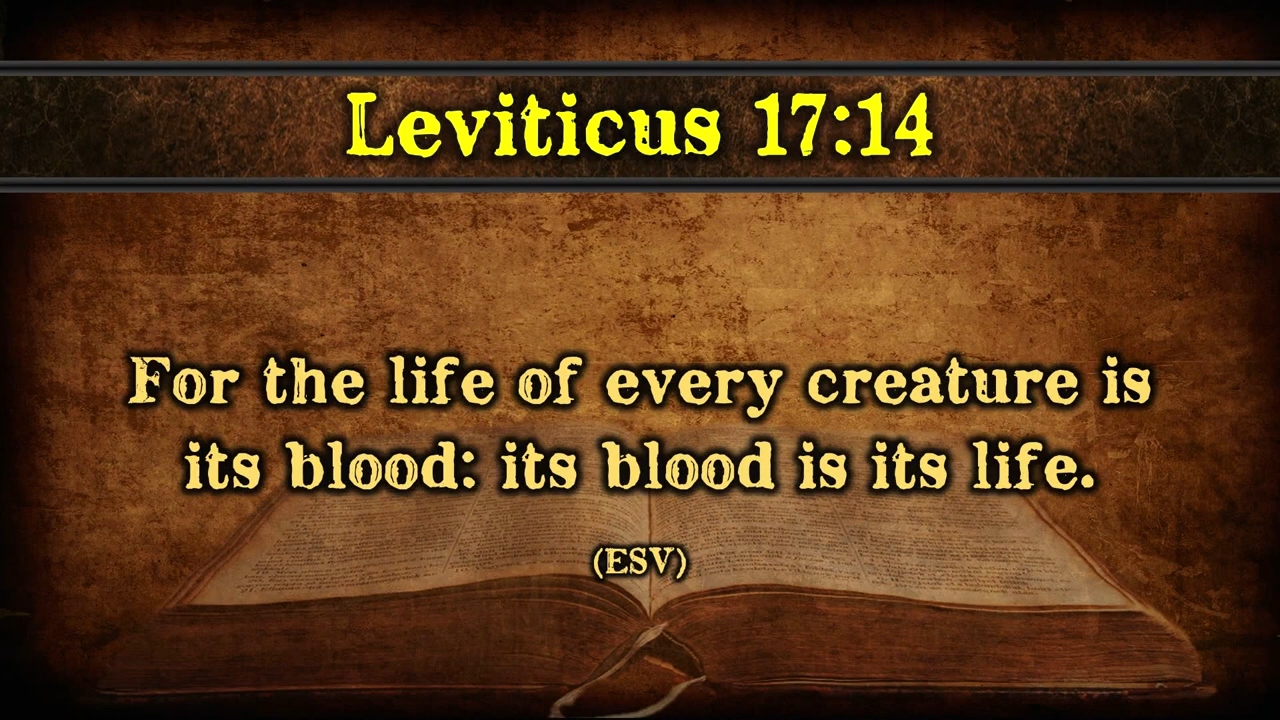 Leviticus 17:14
For the life of every creature is
its blood: its blood is its life.
(ESV)